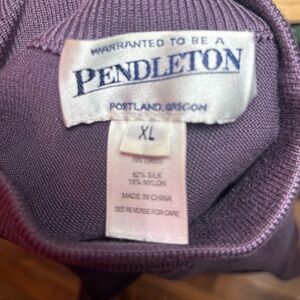 WARRANTED TO BE A
PENDLETON
PORTLAND, OREGON
XL
82% SILK
18% NYLON
MADE IN CHINA
SEE REVERSE FOR CARE